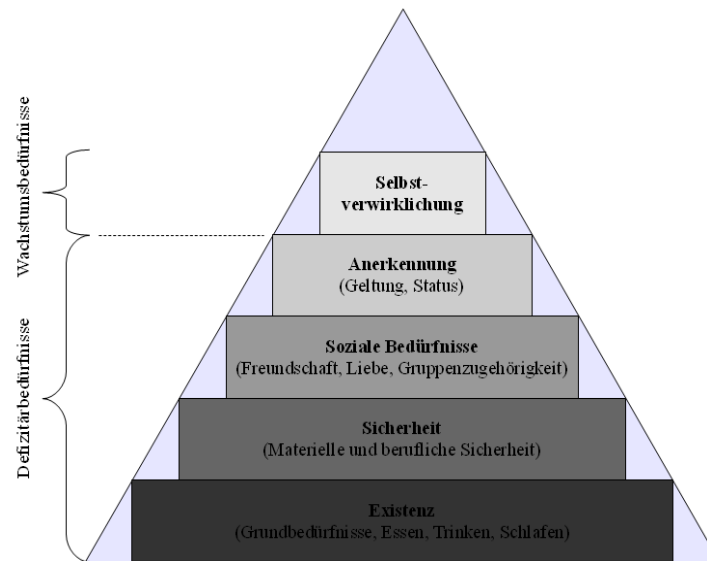 Wachstumsbedürfnisse
Defizitärbedürfnisse
Selbst-
verwirklichung
Anerkennung
(Geltung, Status)
Soziale Bedürfnisse
(Freundschaft, Liebe, Gruppenzugehörigkeit)
Sicherheit
(Materielle und berufliche Sicherheit)
Existenz
(Grundbedürfnisse, Essen, Trinken, Schlafen)